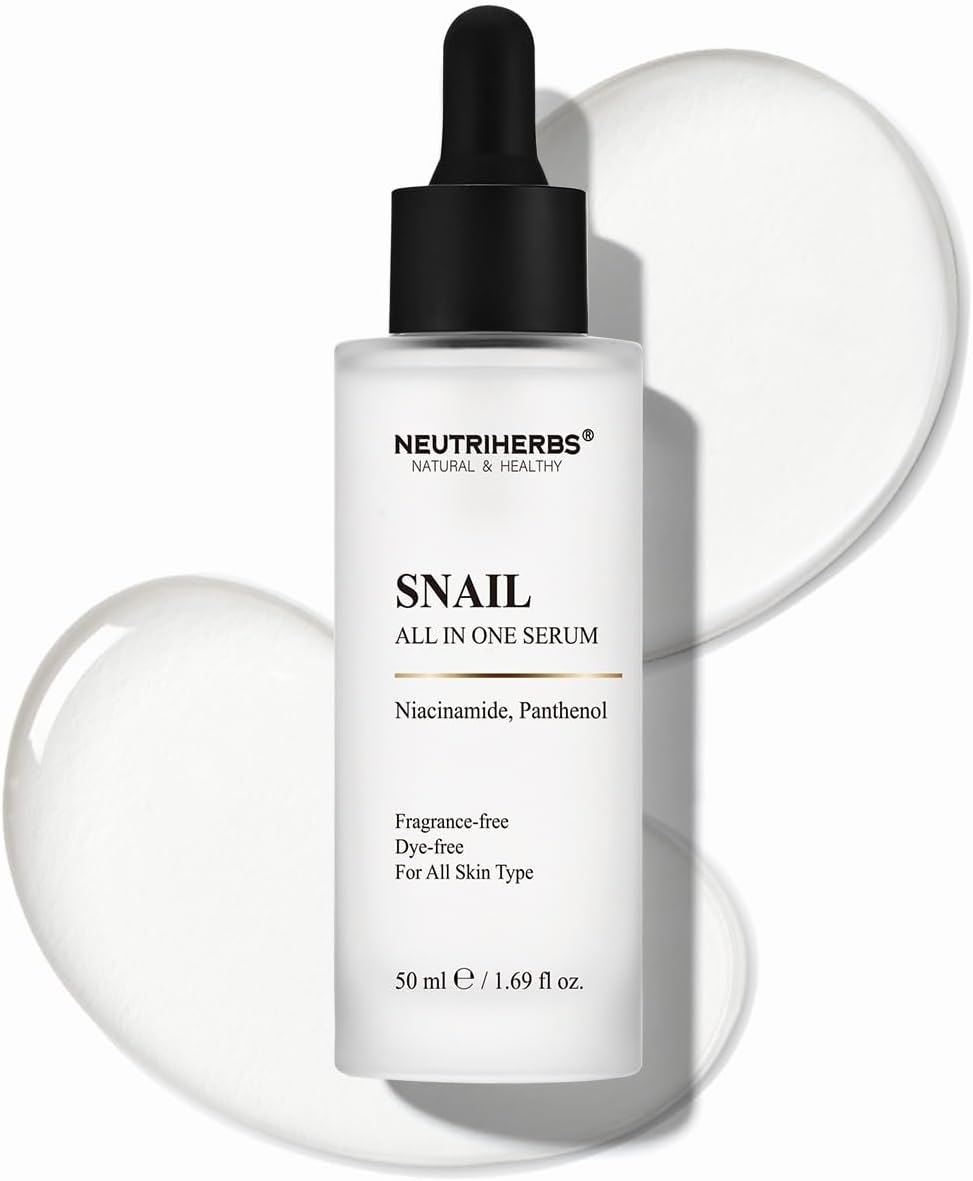 NEUTRIHERBS®
NATURAL & HEALTHY
SNAIL
ALL IN ONE SERUM
Niacinamide, Panthenol
Fragrance-free
Dye-free
For All Skin Type
50 ml ℮ / 1.69 fl oz.